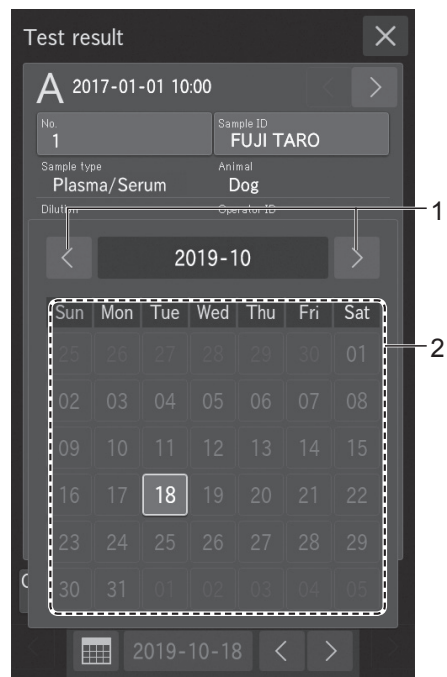 Test result
A 2017-01-01 10:00
No. Sample ID
1 FUJI TARO
Sample type Animal
Plasma/Serum Dog
Dilution Operator ID
1
2019-10
Sun Mon Tue Wed Thu Fri Sat
2
25 26 27 28 29 30 01
02 03 04 05 06 07 08
09 10 11 12 13 14 15
16 17 18 19 20 21 22
23 24 25 26 27 28 29
30 31 01 02 03 04 05
2019-10-18